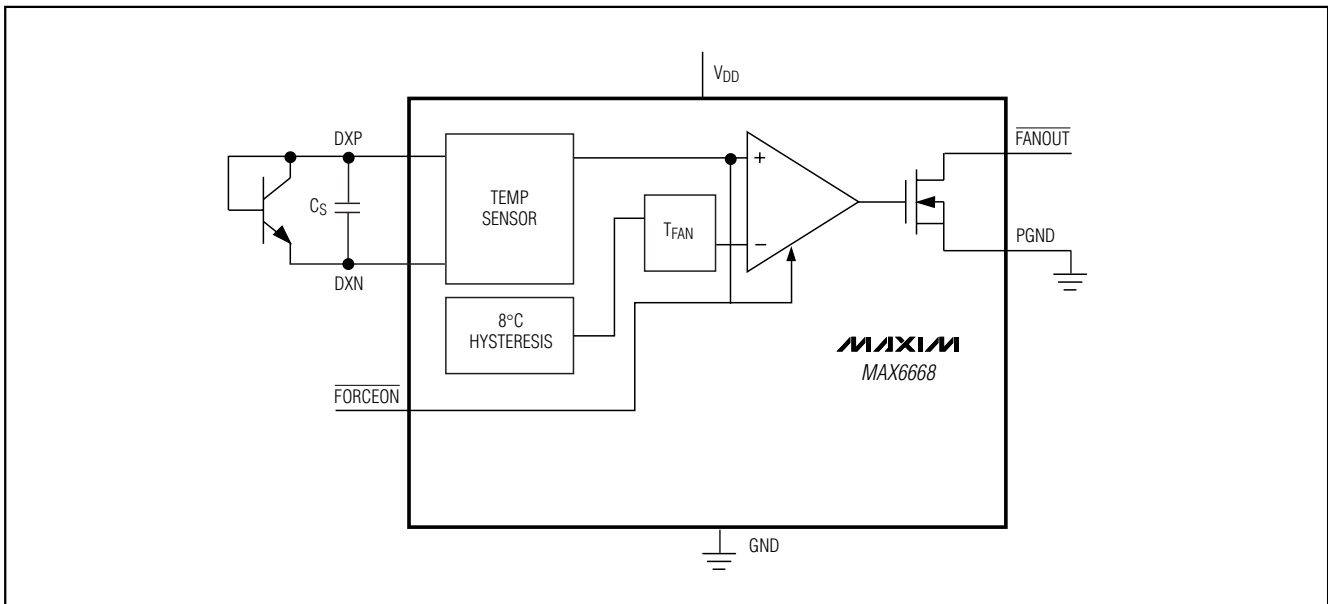 VDD
DXP
FANOUT
+
TEMP
SENSOR
CS
TFAN
PGND
−
DXN
8°C
HYSTERESIS
MAXIM
MAX6668
FORCEON
GND